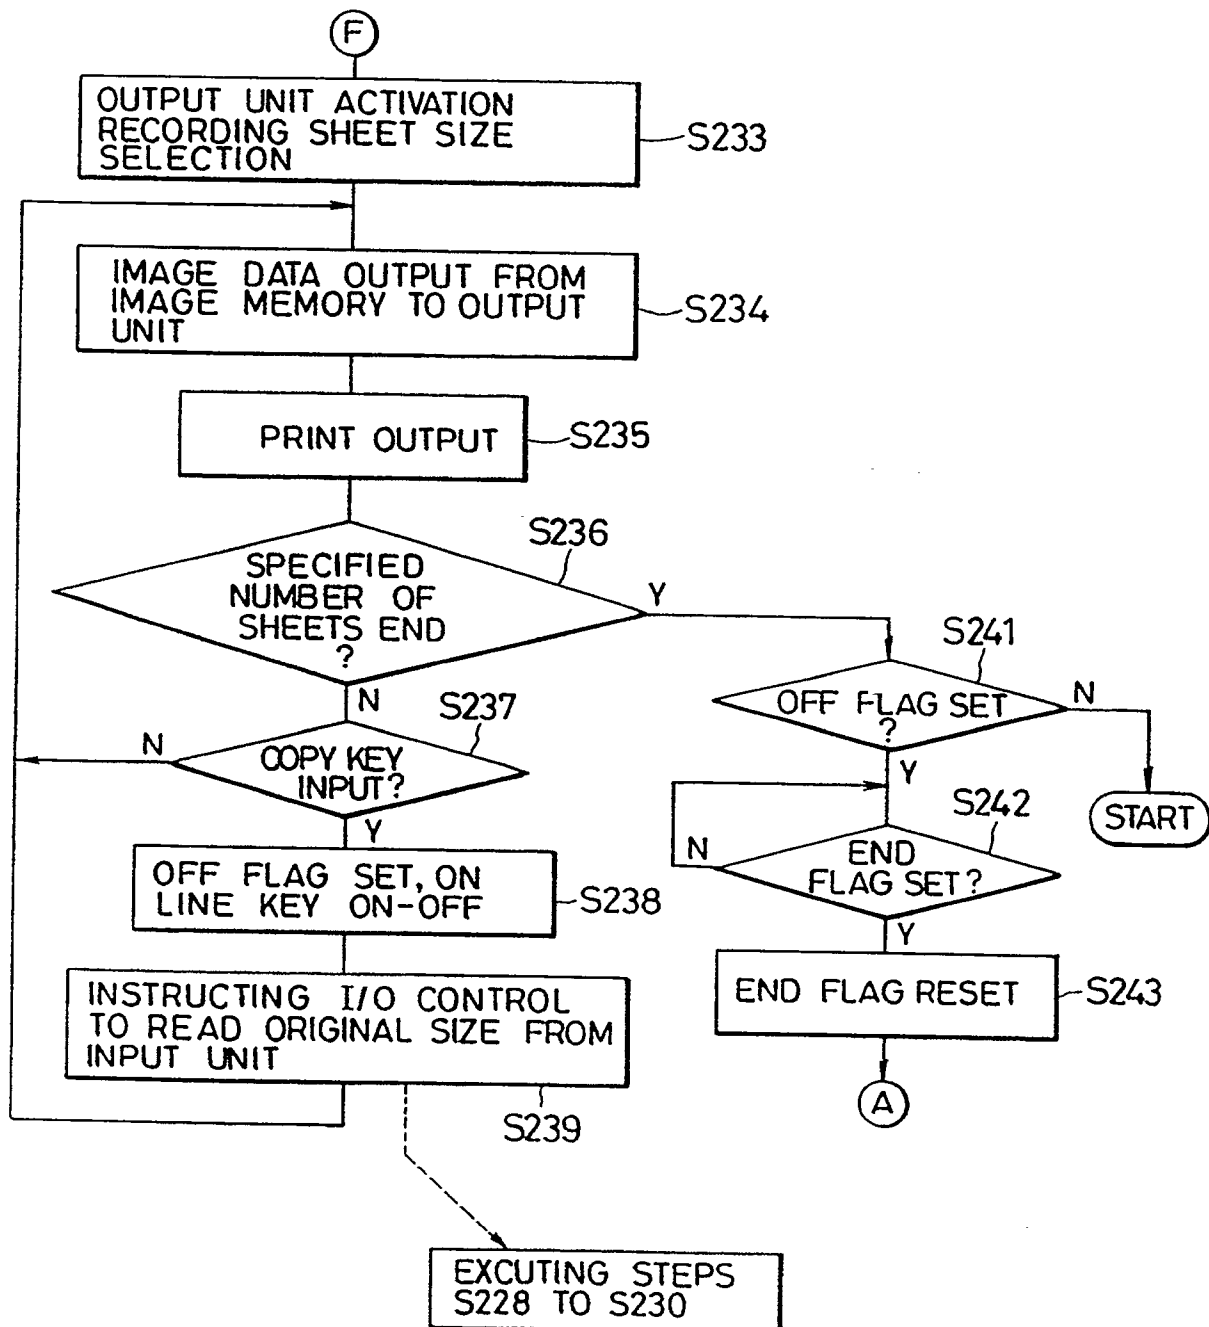 F
OUTPUT UNIT ACTIVATION
RECORDING SHEET SIZE
SELECTION
S233
IMAGE DATA OUTPUT FROM
IMAGE MEMORY TO OUTPUT
UNIT
S234
PRINT OUTPUT
S235
SPECIFIED
NUMBER OF
SHEETS END
?
S236
Y
N
S237
COPY KEY
INPUT?
N
Y
OFF FLAG SET, ON
LINE KEY ON-OFF
S238
INSTRUCTING I/O CONTROL
TO READ ORIGINAL SIZE FROM
INPUT UNIT
S239
EXCUTING STEPS
S228 TO S230
S241
OFF FLAG SET
?
N
Y
START
S242
END
FLAG SET?
N
Y
END FLAG RESET
S243
A